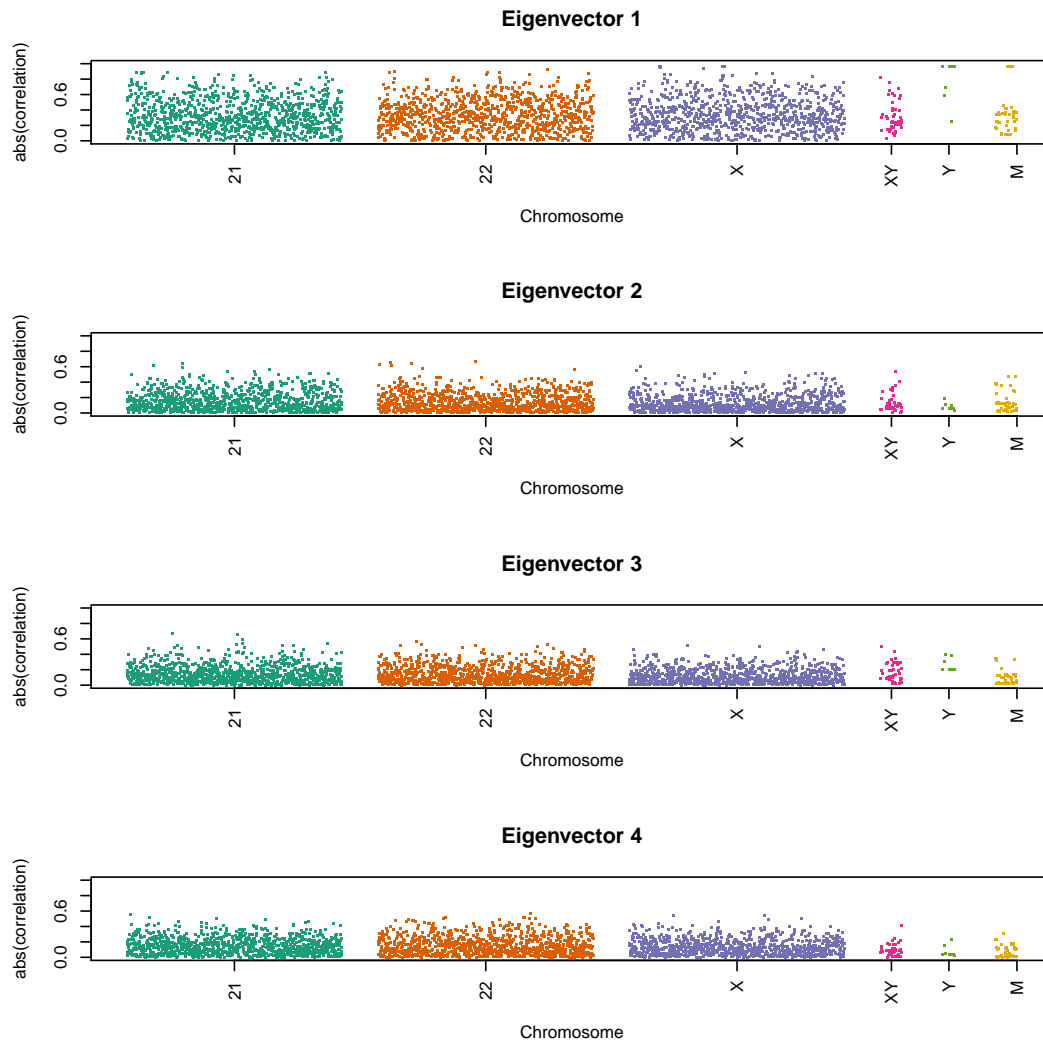 Eigenvector 1
abs(correlation)
0.6
0.0
21 22 X XY Y M
Chromosome
Eigenvector 2
abs(correlation)
0.6
0.0
21 22 X XY Y M
Chromosome
Eigenvector 3
abs(correlation)
0.6
0.0
21 22 X XY Y M
Chromosome
Eigenvector 4
abs(correlation)
0.6
0.0
21 22 X XY Y M
Chromosome